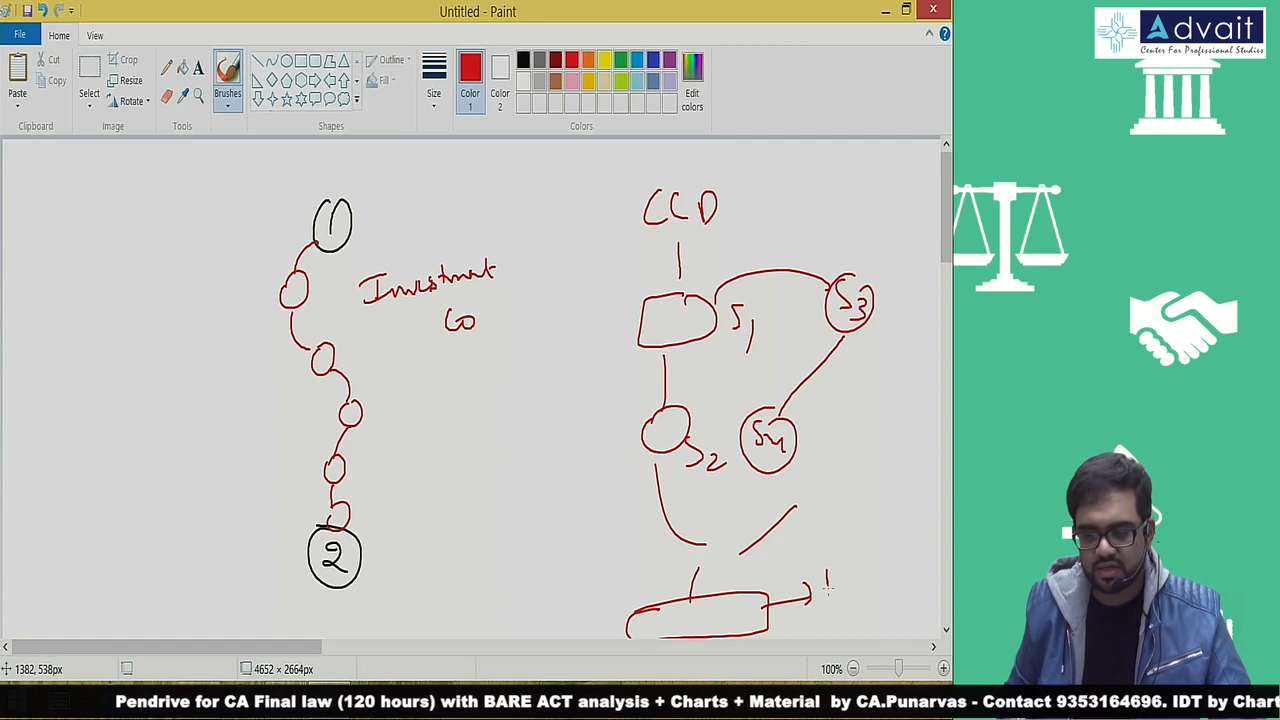 Untitled - Paint
File
Home
View
Paste
Cut
Copy
Clipboard
Select
Crop
Resize
Rotate
Image
A
Tools
Brushes
Shapes
Outline
Fill
Size
Color 1
Color 2
Edit colors
Colors
Advait
Center For Professional Studies
1
Investment
Co
2
CCD
S1
S3
S2
S4
1382, 538px
4652 × 2664px
100%
Pendrive for CA Final law (120 hours) with BARE ACT analysis + Charts + Material by CA.Punarvas - Contact 9353164696. IDT by Char